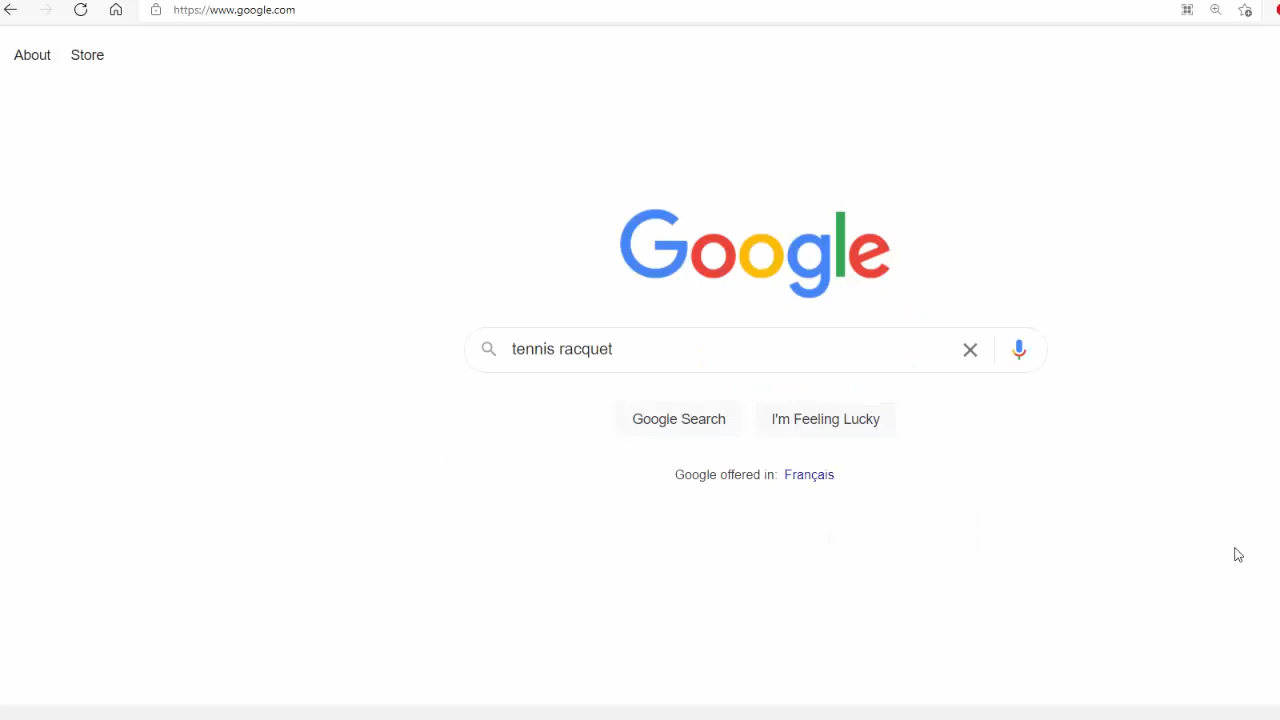 https://www.google.com
About Store
Google
tennis racquet
Google Search I'm Feeling Lucky
Google offered in: Français